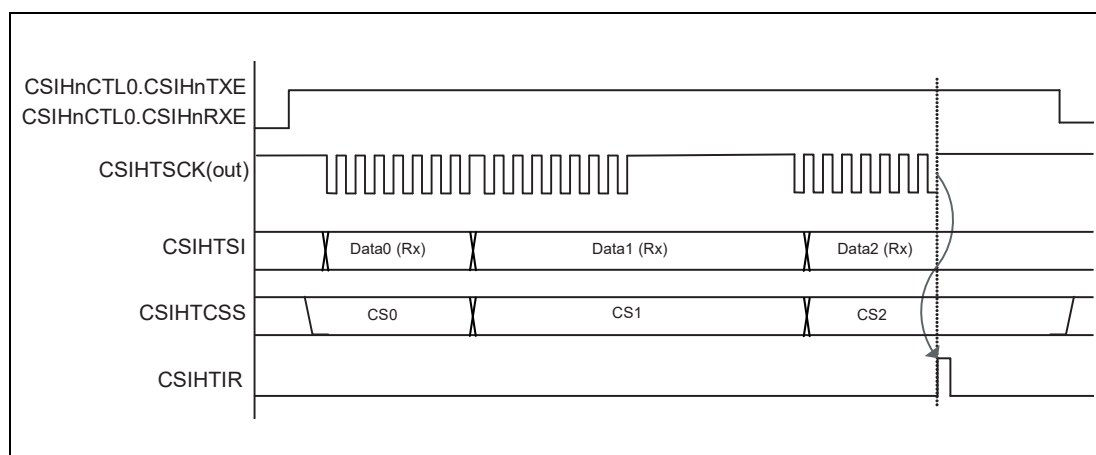 CSIHnCTL0.CSIHnTXE
CSIHnCTL0.CSIHnRXE
CSIHTSCK(out)
CSIHTSI
Data0 (Rx)
Data1 (Rx)
Data2 (Rx)
CSIHTCSS
CS0
CS1
CS2
CSIHTIR